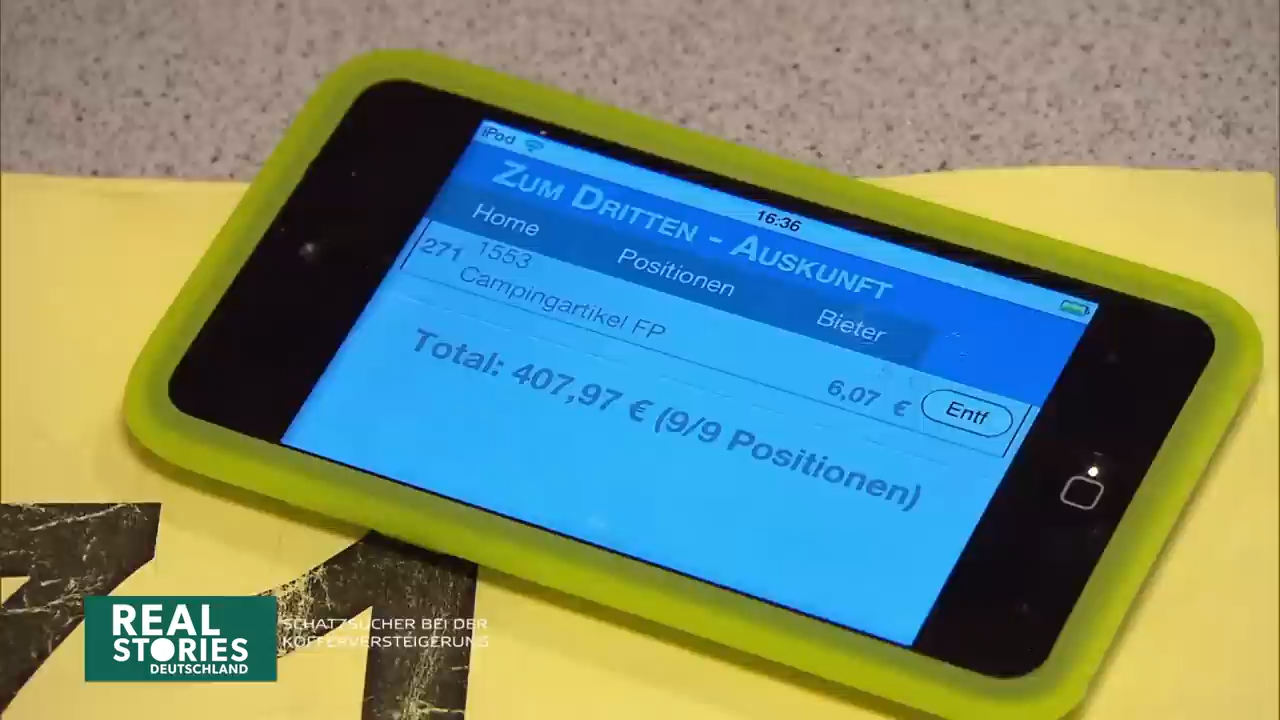 iPod
16:36
ZUM DRITTEN - AUSKUNFT
Home Positionen Bieter
271 1553
Campingartikel FP 6,07 € Entf
Total: 407,97 € (9/9 Positionen)
REAL
STORIES
DEUTSCHLAND
SCHATZSUCHER BEI DER
KOFFERVERSTEIGERUNG